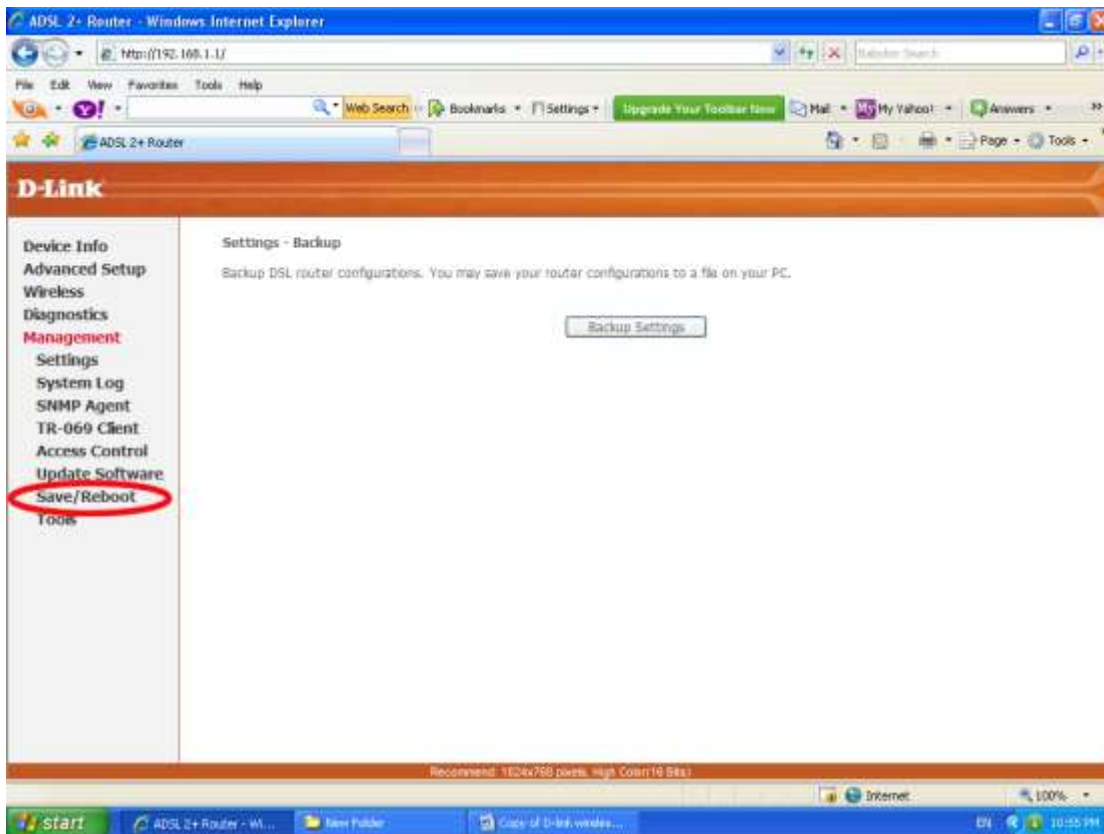 ADSL 2+ Router - Windows Internet Explorer
http://192.168.1.1/
File Edit View Favorites Tools Help
Web Search Bookmarks Settings Upgrade Your Toolbar Now Mail My Yahoo! Answers
ADSL 2+ Router Page Tools
D-Link
Device Info
Advanced Setup
Wireless
Diagnostics
Management
Settings
System Log
SNMP Agent
TR-069 Client
Access Control
Update Software
Save/Reboot
Tools
Settings - Backup
Backup DSL router configurations. You may save your router configurations to a file on your PC.
Backup Settings
Recommend: 1024x768 pixels, High Color(16 Bits)
Internet 100%
start ADSL 2+ Router - Wi... New Folder Copy of D-link wireles... EN 10:55 PM